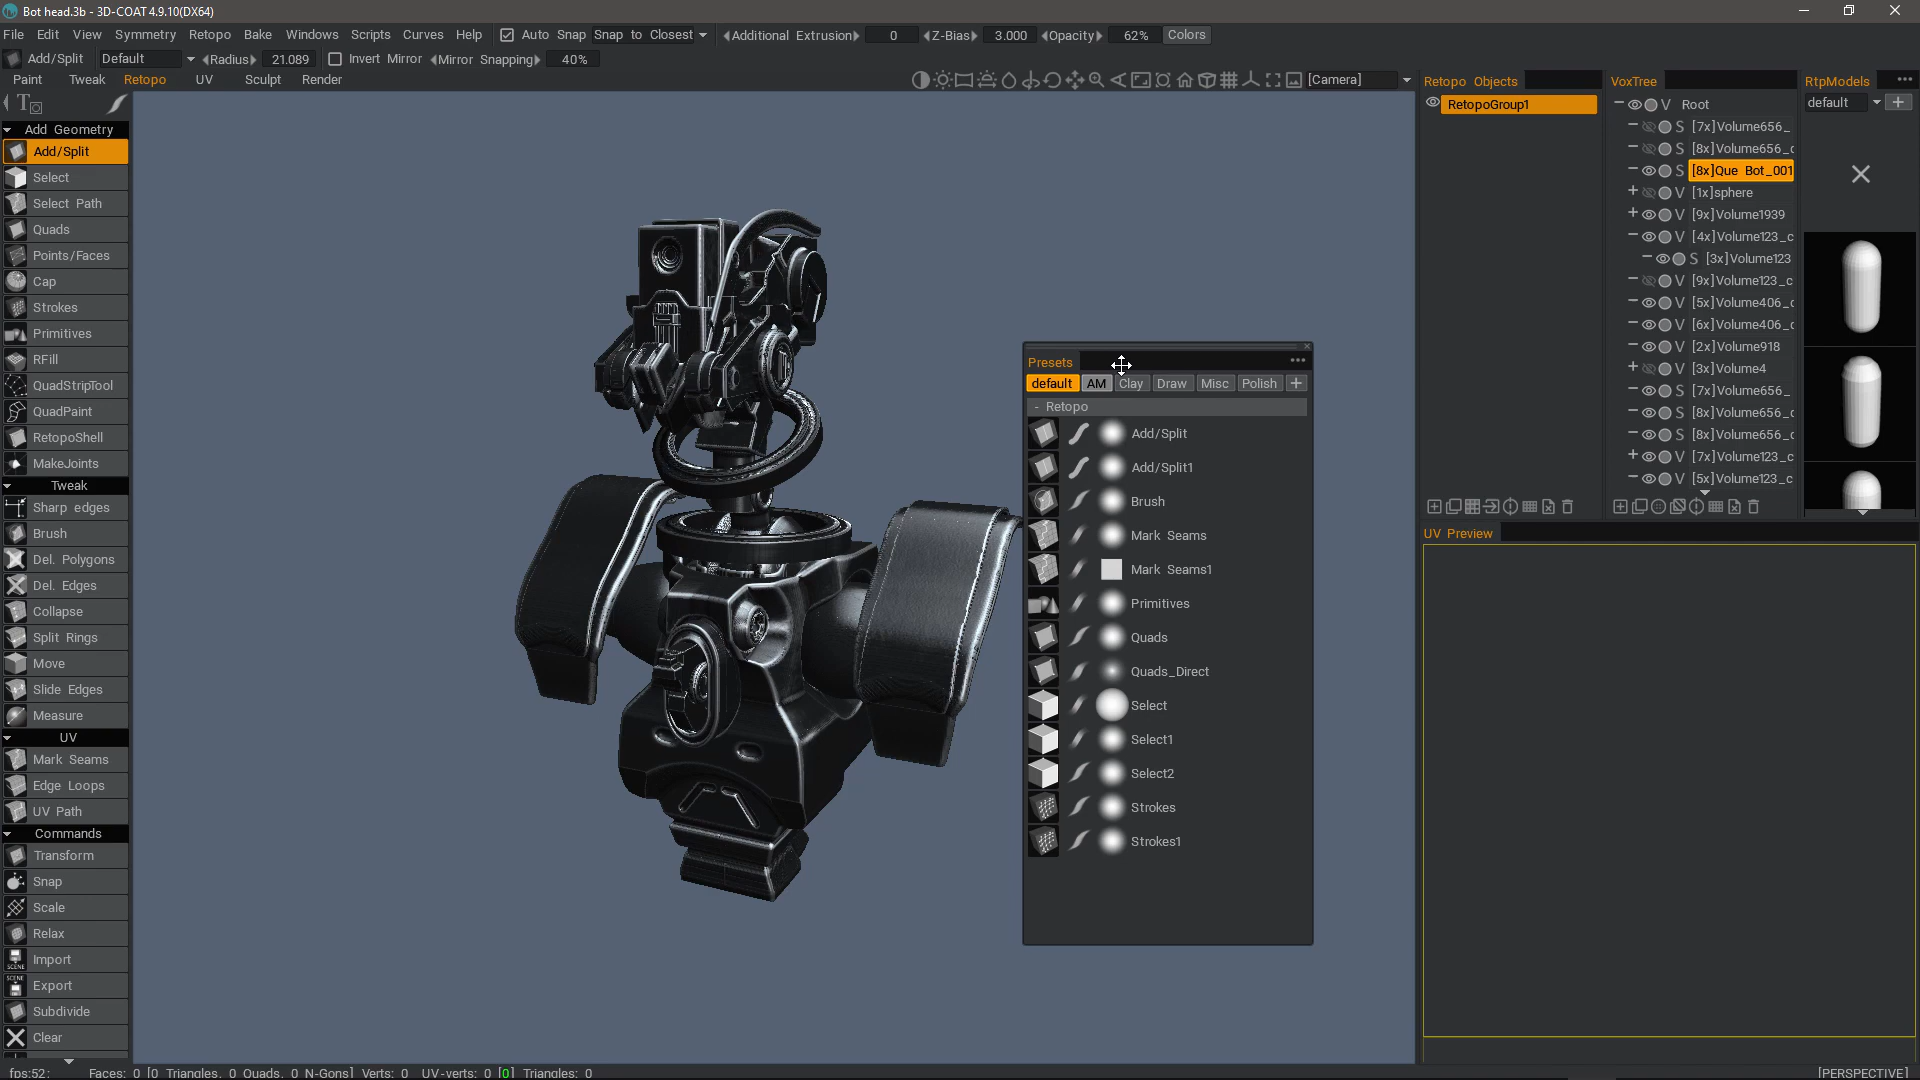 Bot head.3b - 3D-COAT 4.9.10(DX64)
File Edit View Symmetry Retopo Bake Windows Scripts Curves Help Auto Snap Snap to Closest Additional Extrusion 0 Z-Bias 3.000 Opacity 62% Colors
Add/Split Default Radius 21.089 Invert Mirror Mirror Snapping 40%
Paint Tweak Retopo UV Sculpt Render [Camera]
Add Geometry
Add/Split
Select
Select Path
Quads
Points/Faces
Cap
Strokes
Primitives
RFill
QuadStripTool
QuadPaint
RetopoShell
MakeJoints
Tweak
Sharp edges
Brush
Del. Polygons
Del. Edges
Collapse
Split Rings
Move
Slide Edges
Measure
UV
Mark Seams
Edge Loops
UV Path
Commands
Transform
Snap
Scale
Relax
SCENE
Import
SCENE
Export
Subdivide
Clear
Presets
default AM Clay Draw Misc Polish +
- Retopo
Add/Split
Add/Split1
Brush
Mark Seams
Mark Seams1
Primitives
Quads
Quads_Direct
Select
Select1
Select2
Strokes
Strokes1
Retopo Objects
RetopoGroup1
VoxTree
V Root
S [7x]Volume656_
S [8x]Volume656_c
S [8x]Que Bot_001
V [1x]sphere
V [9x]Volume1939
V [4x]Volume123_c
S [3x]Volume123
V [9x]Volume123_c
V [5x]Volume406_c
V [6x]Volume406_c
V [2x]Volume918
V [3x]Volume4
S [7x]Volume656_
S [8x]Volume656_c
S [8x]Volume656_c
V [7x]Volume123_c
V [5x]Volume123_c
RtpModels
default +
UV Preview
fps:52; Faces: 0 [0 Triangles, 0 Quads, 0 N-Gons] Verts: 0 UV-verts: 0 [0] Triangles: 0 [PERSPECTIVE]